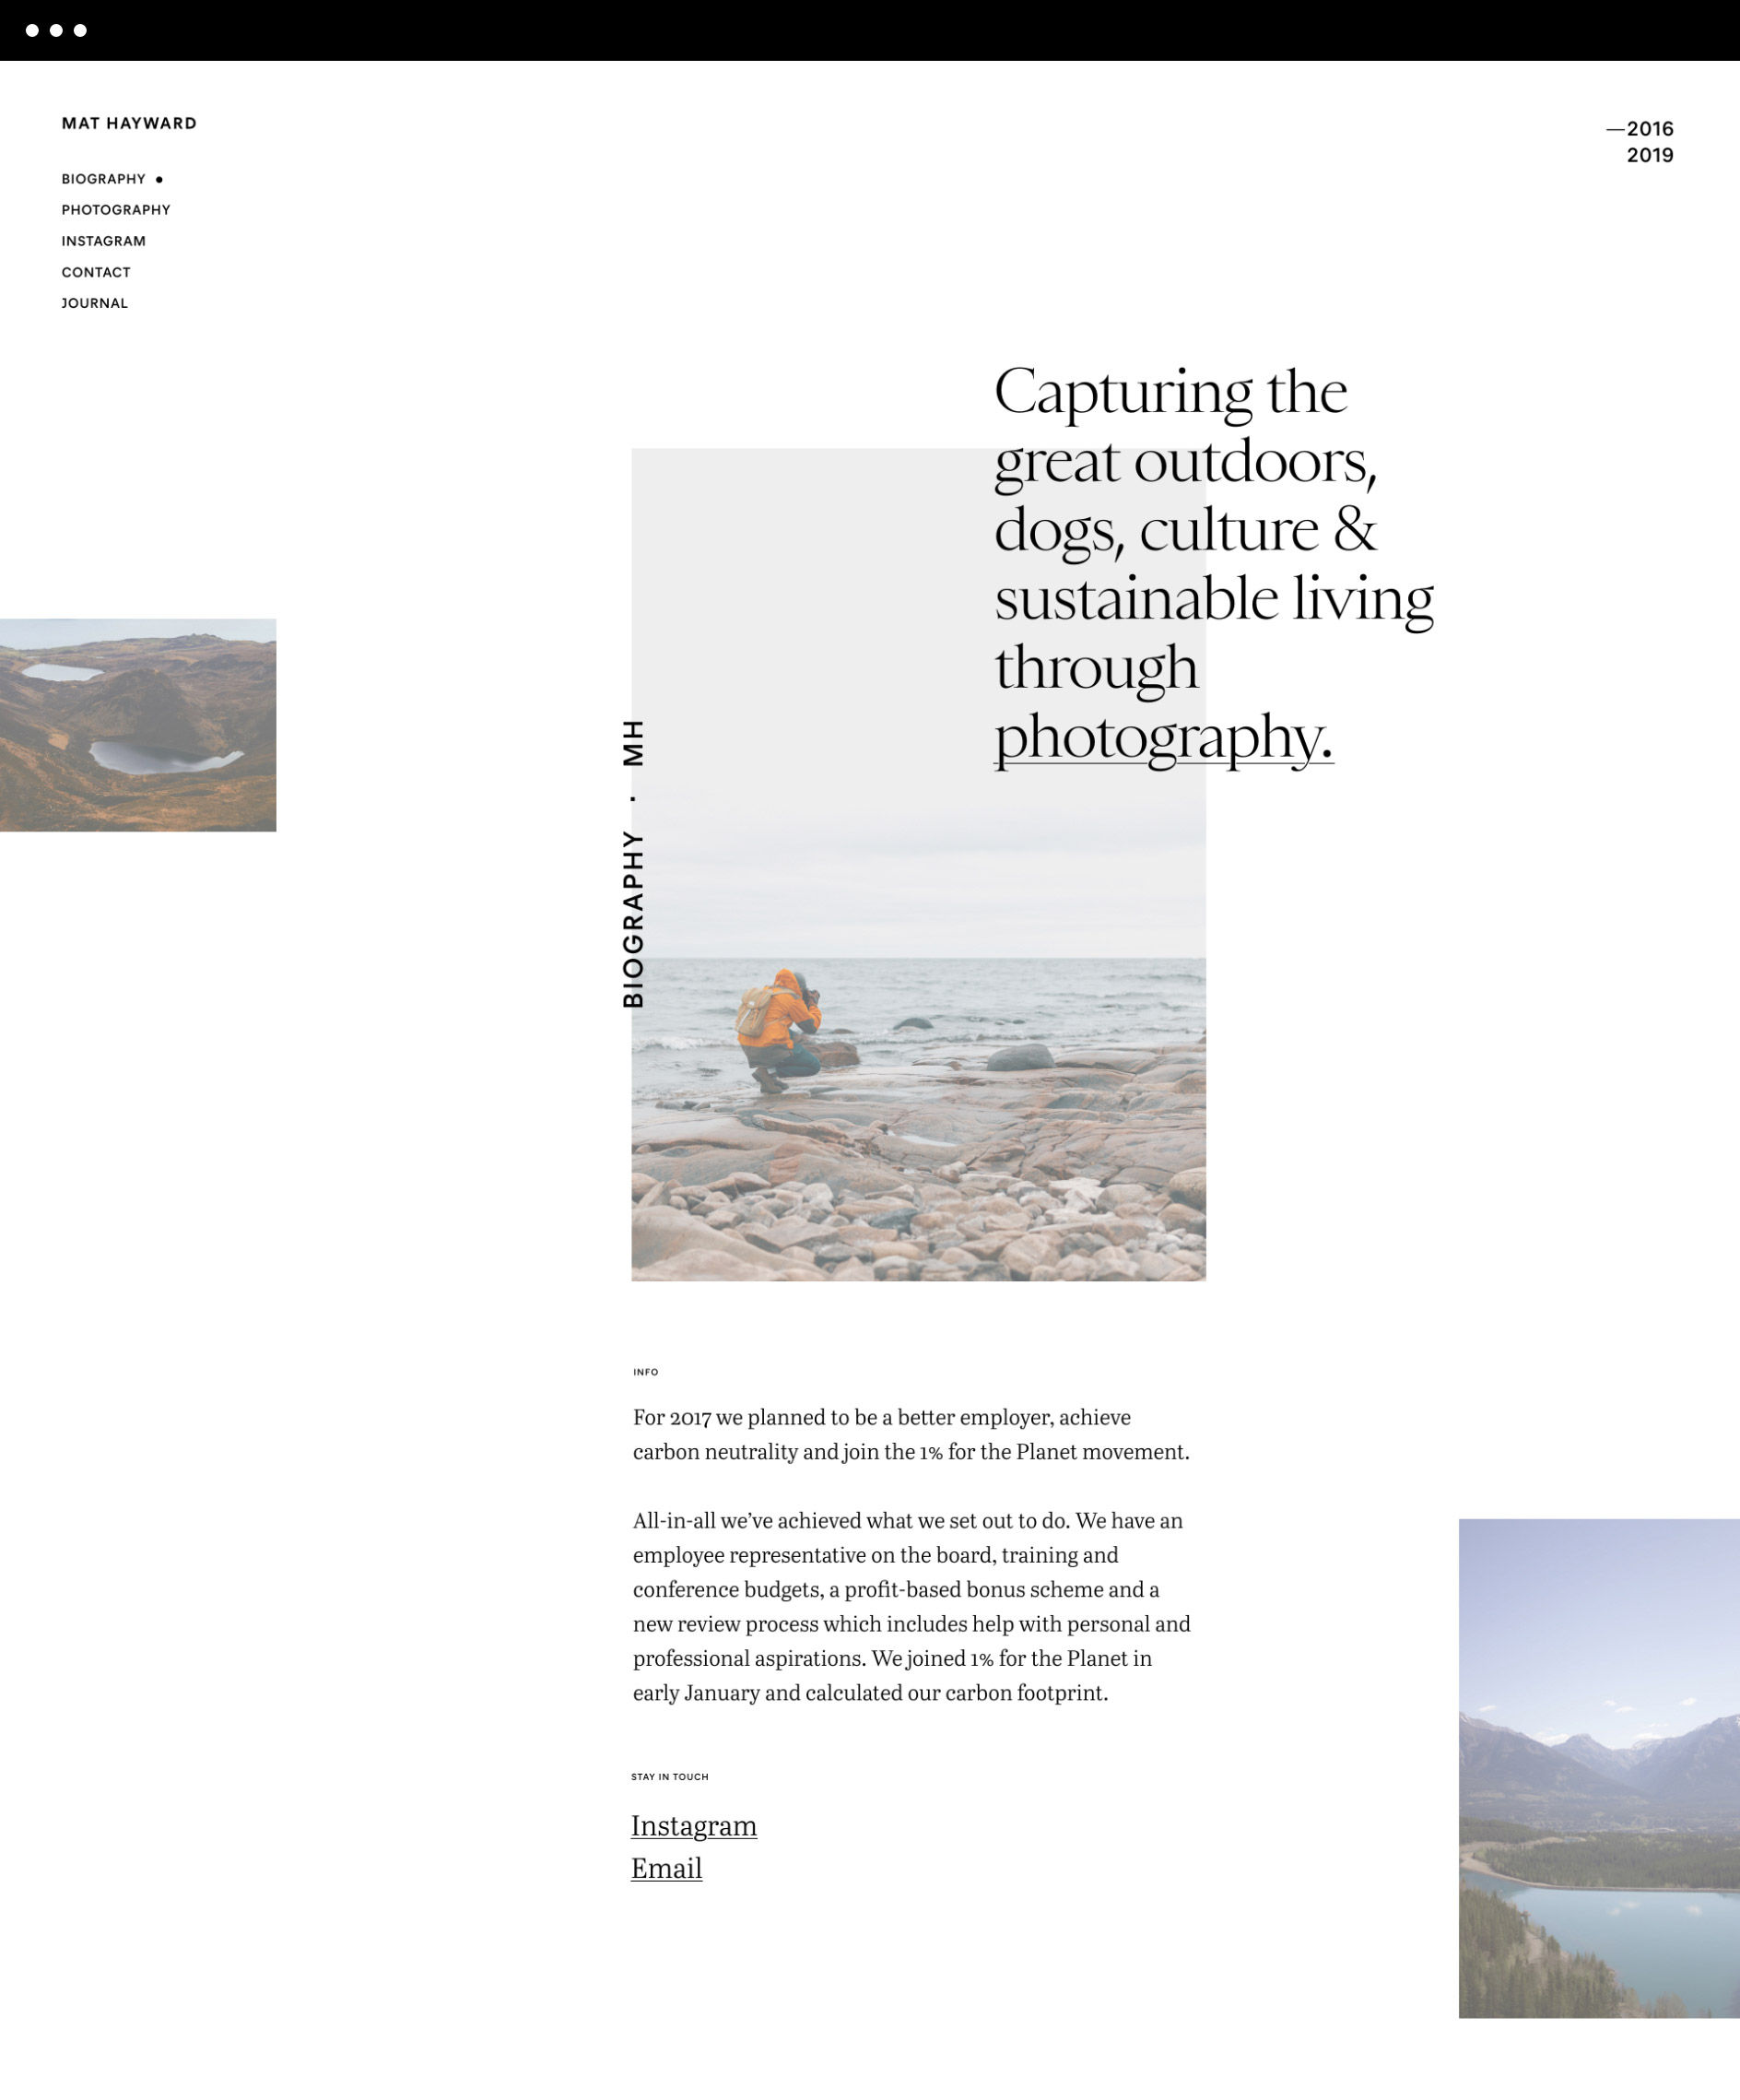 MAT HAYWARD
—2016
2019
BIOGRAPHY •
PHOTOGRAPHY
INSTAGRAM
CONTACT
JOURNAL
Capturing the
great outdoors,
dogs, culture &
sustainable living
through
photography.
BIOGRAPHY . MH
INFO
For 2017 we planned to be a better employer, achieve
carbon neutrality and join the 1% for the Planet movement.
All-in-all we’ve achieved what we set out to do. We have an
employee representative on the board, training and
conference budgets, a profit-based bonus scheme and a
new review process which includes help with personal and
professional aspirations. We joined 1% for the Planet in
early January and calculated our carbon footprint.
STAY IN TOUCH
Instagram
Email